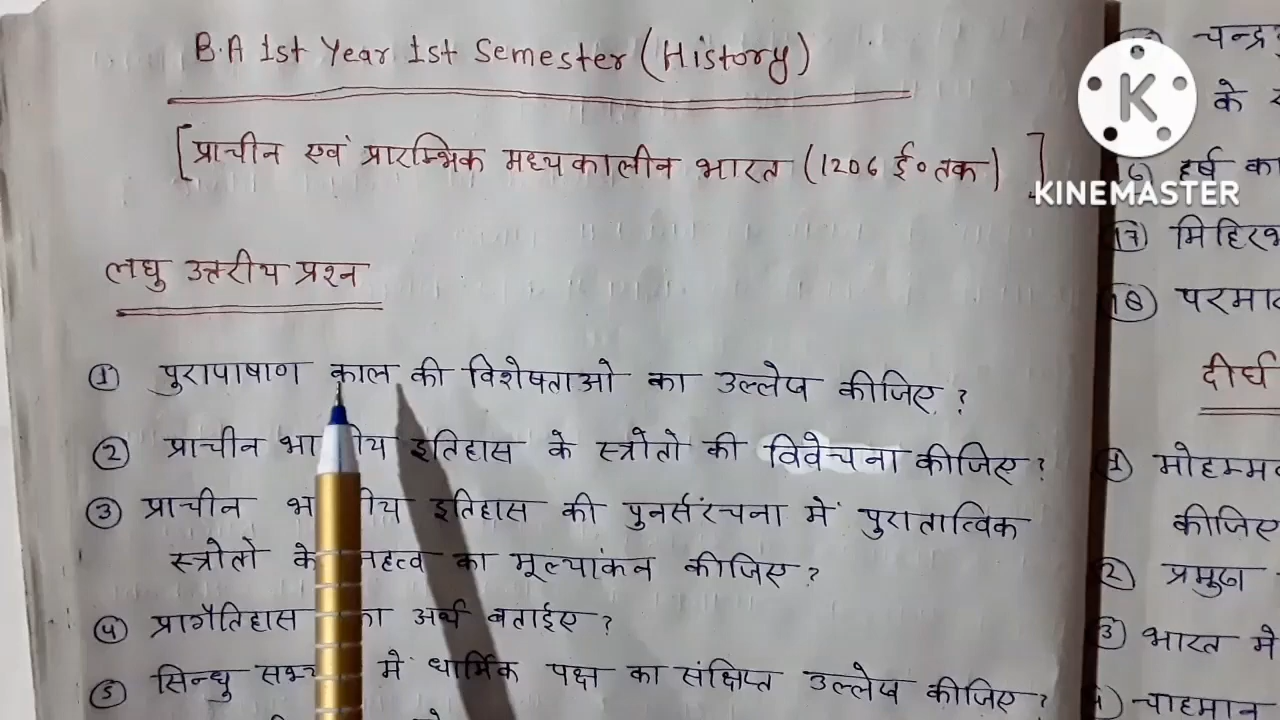 B.A 1st Year 1st Semester (History)
[प्राचीन एवं प्रारम्भिक मध्यकालीन भारत (1206 ई० तक) ]
लघु उत्तरीय प्रश्न
① पुरापाषाण काल की विशेषताओ का उल्लेख कीजिए ?
② प्राचीन इतिहास के स्त्रोतो की विवेचना कीजिए ?
③ प्राचीन इतिहास की पुनर्संरचना में पुरातात्विक
स्त्रोतो के का मूल्यांकन कीजिए ?
④ प्रागैतिहास अर्थ बताईए ?
⑤ सिन्धु में धार्मिक पक्ष का संक्षिप्त उल्लेख कीजिए ?
चन्द्र
के
हर्ष का
⑰ मिहिरभ
⑱ परमार
दीर्घ
① मोहम्मद
कीजिए
② प्रमुख
③ भारत मे
चाहमान
K
KINEMASTER